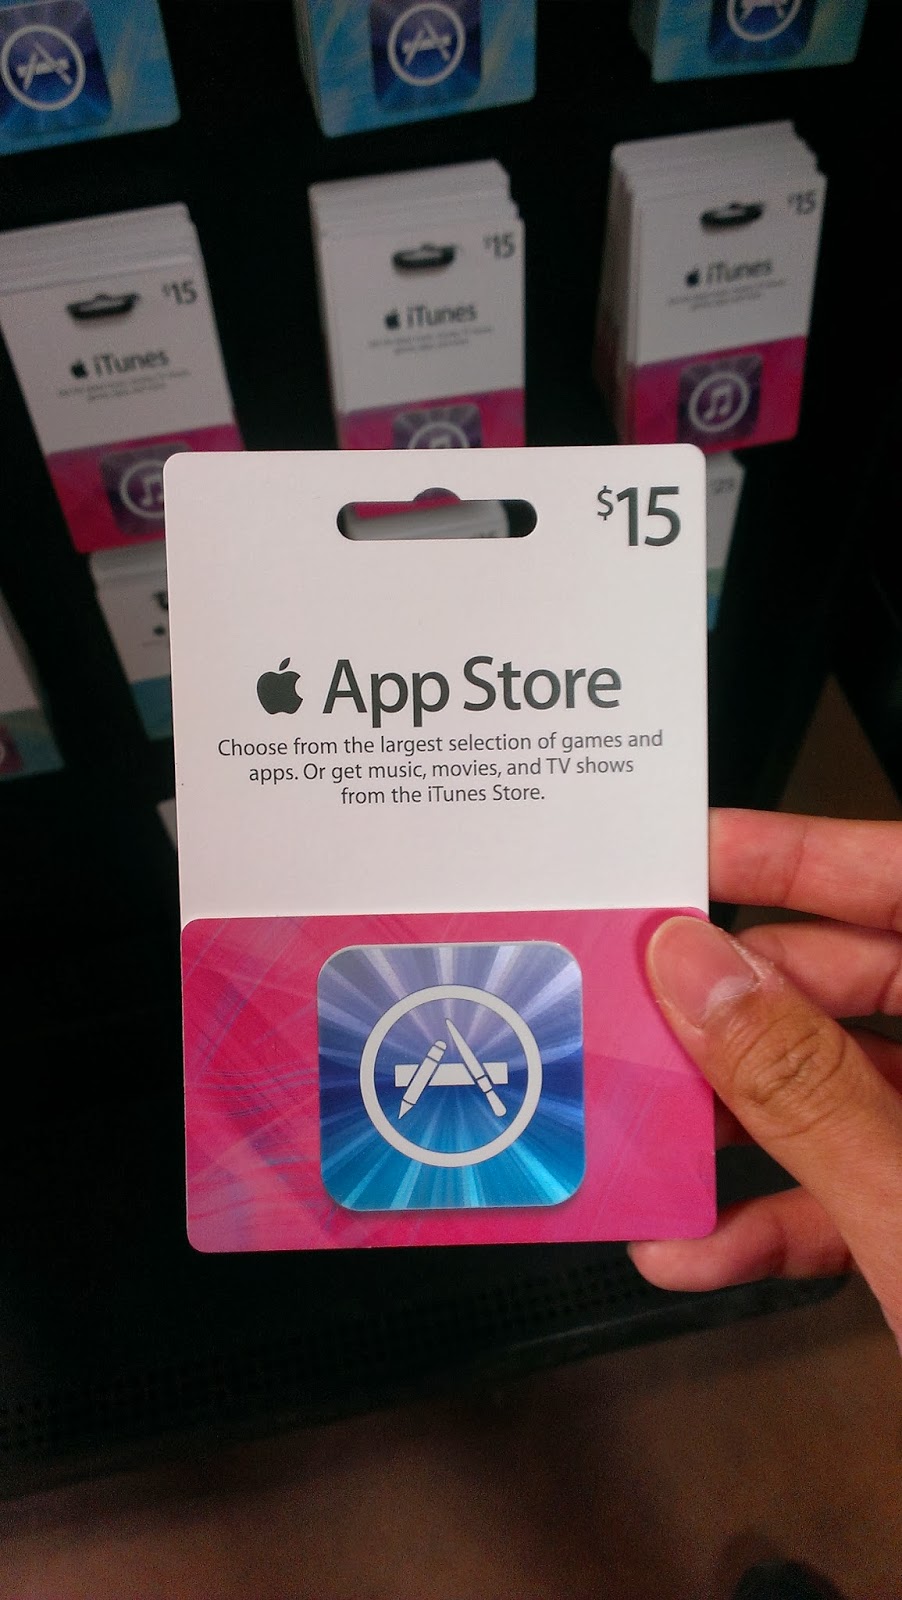 $15
iTunes
$15
iTunes
$15
iTunes
$15
App Store
Choose from the largest selection of games and
apps. Or get music, movies, and TV shows
from the iTunes Store.